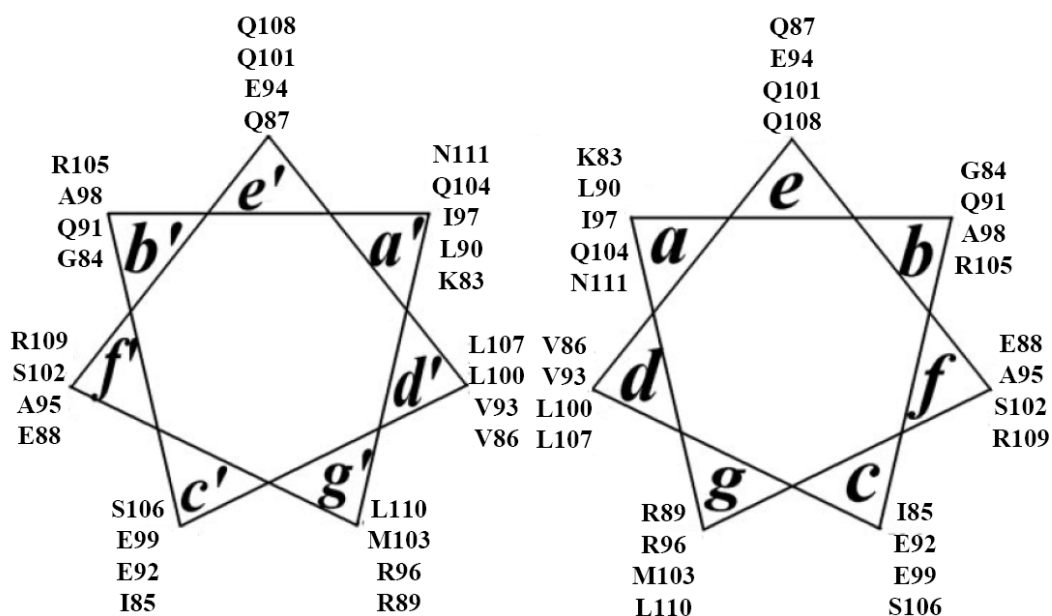 Q108
Q101
E94
Q87
e'
R105
A98
Q91
G84
b'
N111
Q104
I97
L90
K83
a'
R109
S102
A95
E88
f'
L107
L100
V93
V86
d'
S106
E99
E92
I85
c'
L110
M103
R96
R89
g'
Q87
E94
Q101
Q108
e
K83
L90
I97
Q104
N111
a
G84
Q91
A98
R105
b
V86
V93
L100
L107
d
E88
A95
S102
R109
f
R89
R96
M103
L110
g
I85
E92
E99
S106
c